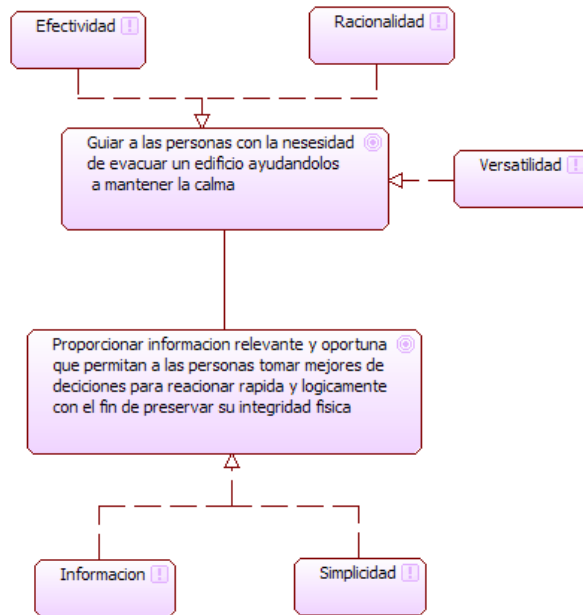 Efectividad
Racionalidad
Guiar a las personas con la nesesidad
de evacuar un edificio ayudandolos
a mantener la calma
Versatilidad
Proporcionar informacion relevante y oportuna
que permitan a las personas tomar mejores de
deciciones para reacionar rapida y logicamente
con el fin de preservar su integridad fisica
Informacion
Simplicidad